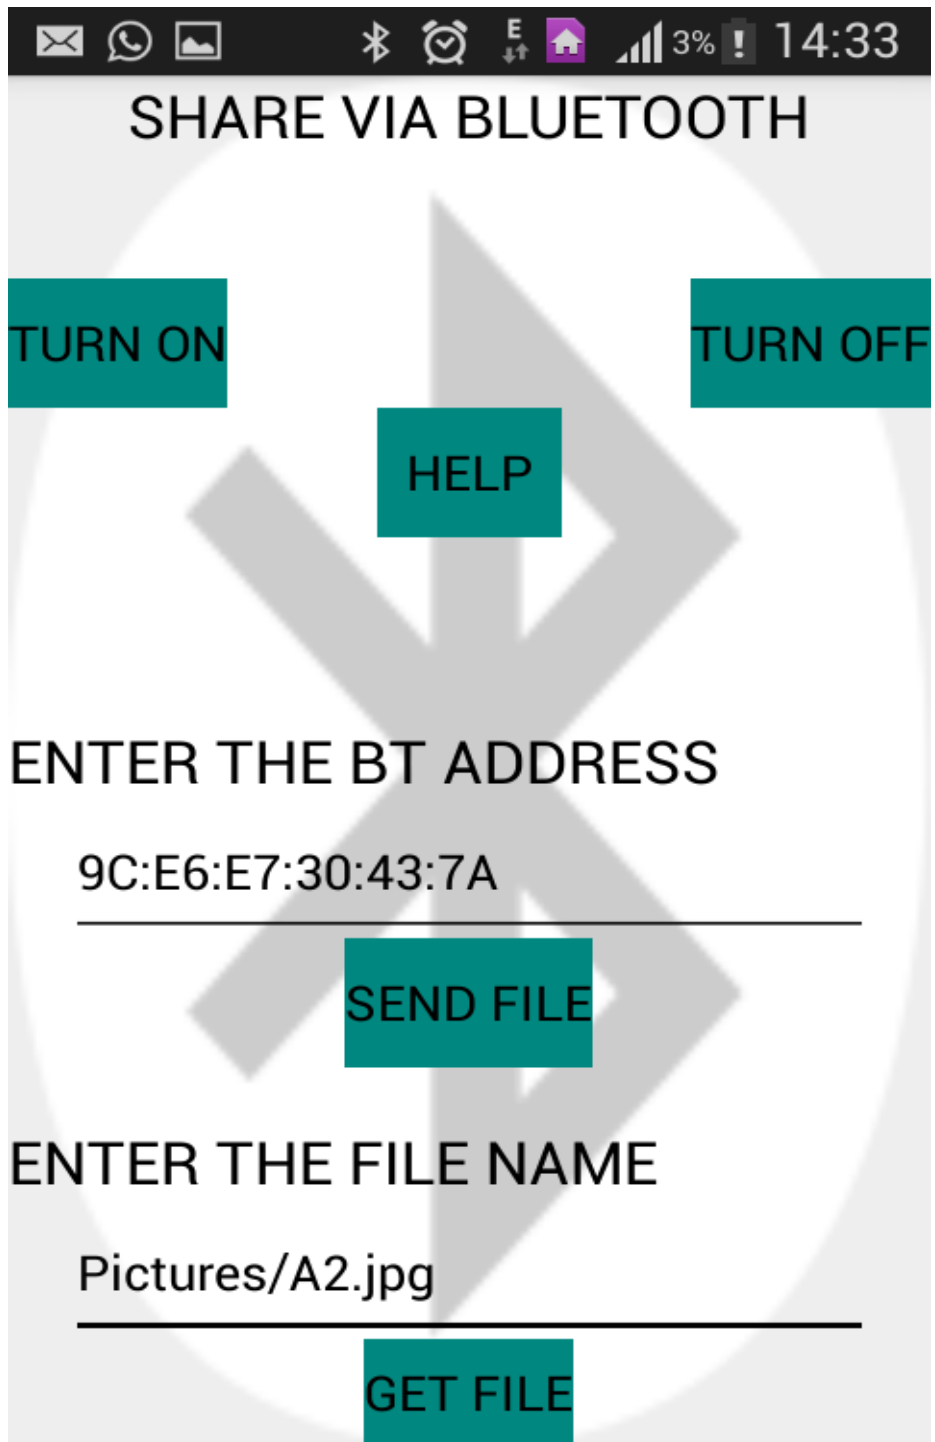 E 3% 14:33
SHARE VIA BLUETOOTH
TURN ON TURN OFF
HELP
ENTER THE BT ADDRESS
9C:E6:E7:30:43:7A
SEND FILE
ENTER THE FILE NAME
Pictures/A2.jpg
GET FILE